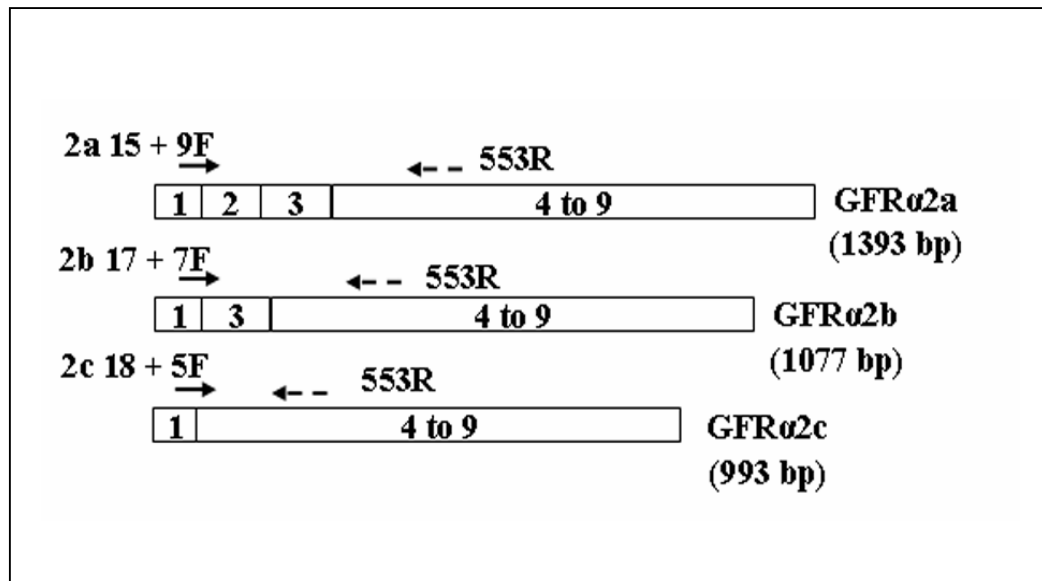 2a 15 + 9F
553R
1 2 3 4 to 9 GFRα2a
(1393 bp)
2b 17 + 7F
553R
1 3 4 to 9 GFRα2b
(1077 bp)
2c 18 + 5F
553R
1 4 to 9 GFRα2c
(993 bp)